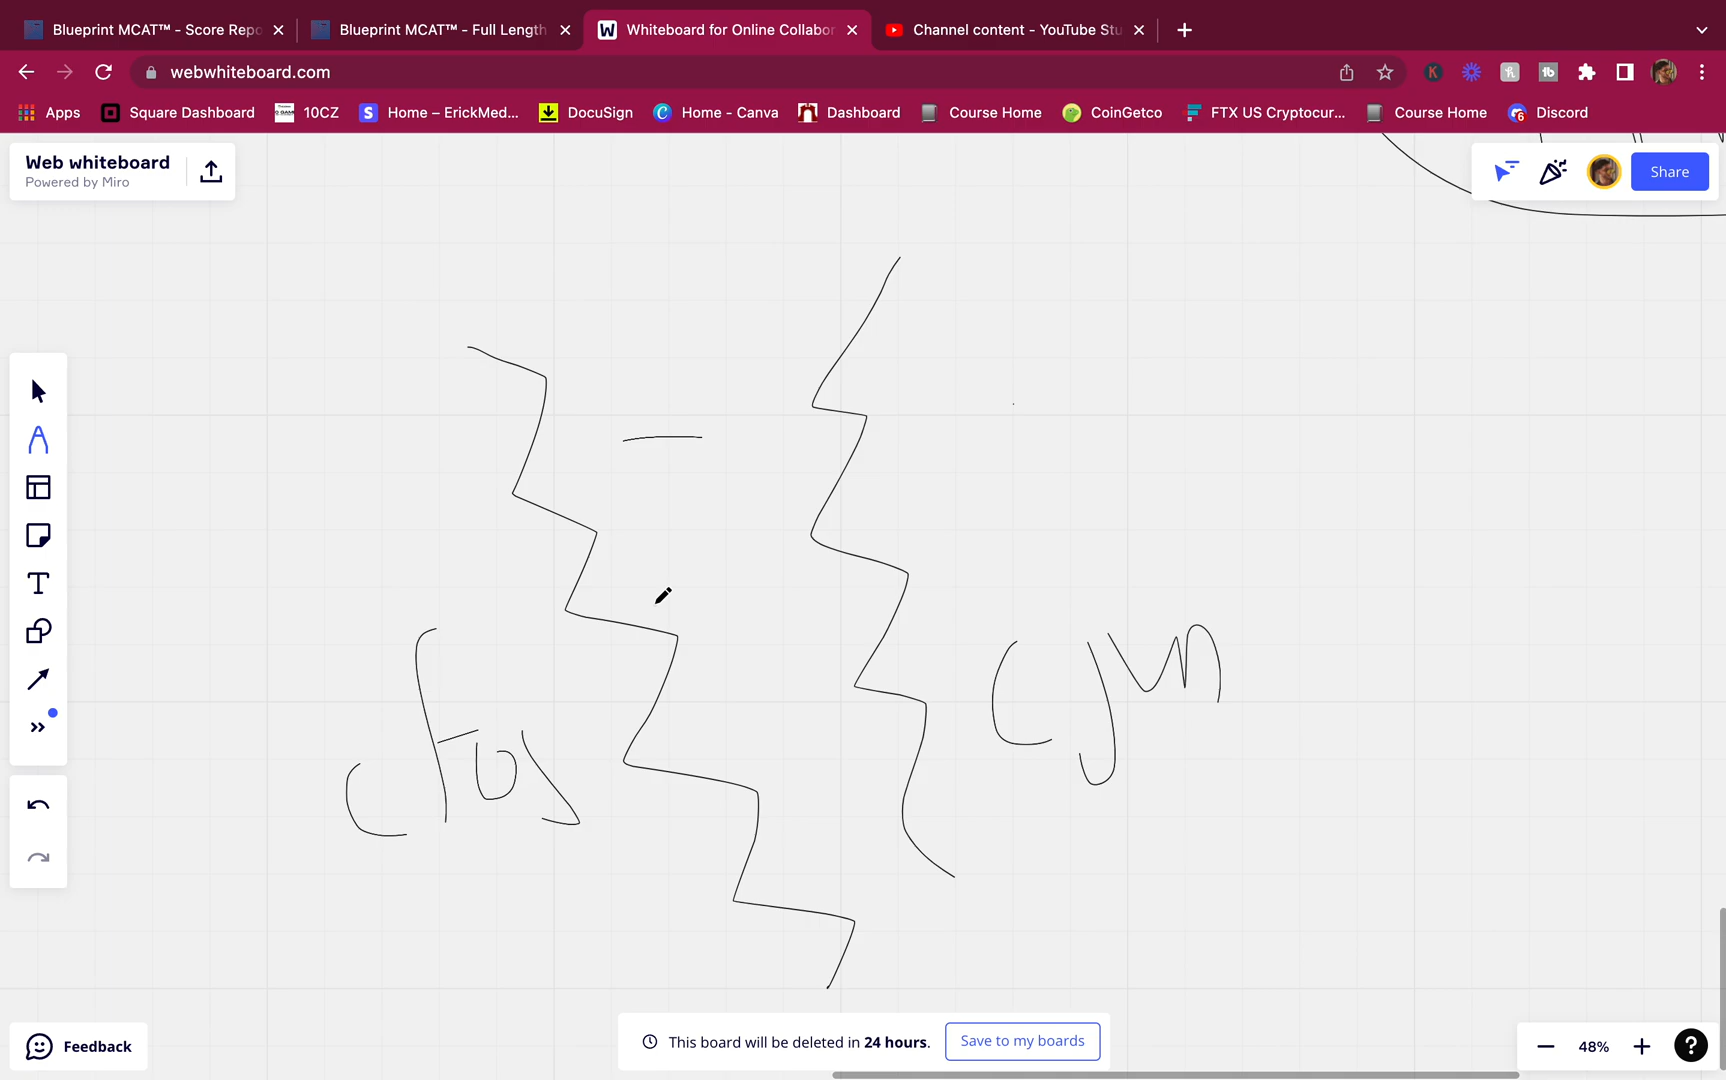 Blueprint MCAT™ - Score Repo
Blueprint MCAT™ - Full Length
Whiteboard for Online Collabor
Channel content - YouTube Stu
webwhiteboard.com
Apps
Square Dashboard
10CZ
Home – ErickMed...
DocuSign
Home - Canva
Dashboard
Course Home
CoinGetco
FTX US Cryptocur...
Course Home
Discord
Web whiteboard
Powered by Miro
Share
cFos
cJun
Feedback
This board will be deleted in 24 hours.
Save to my boards
48%